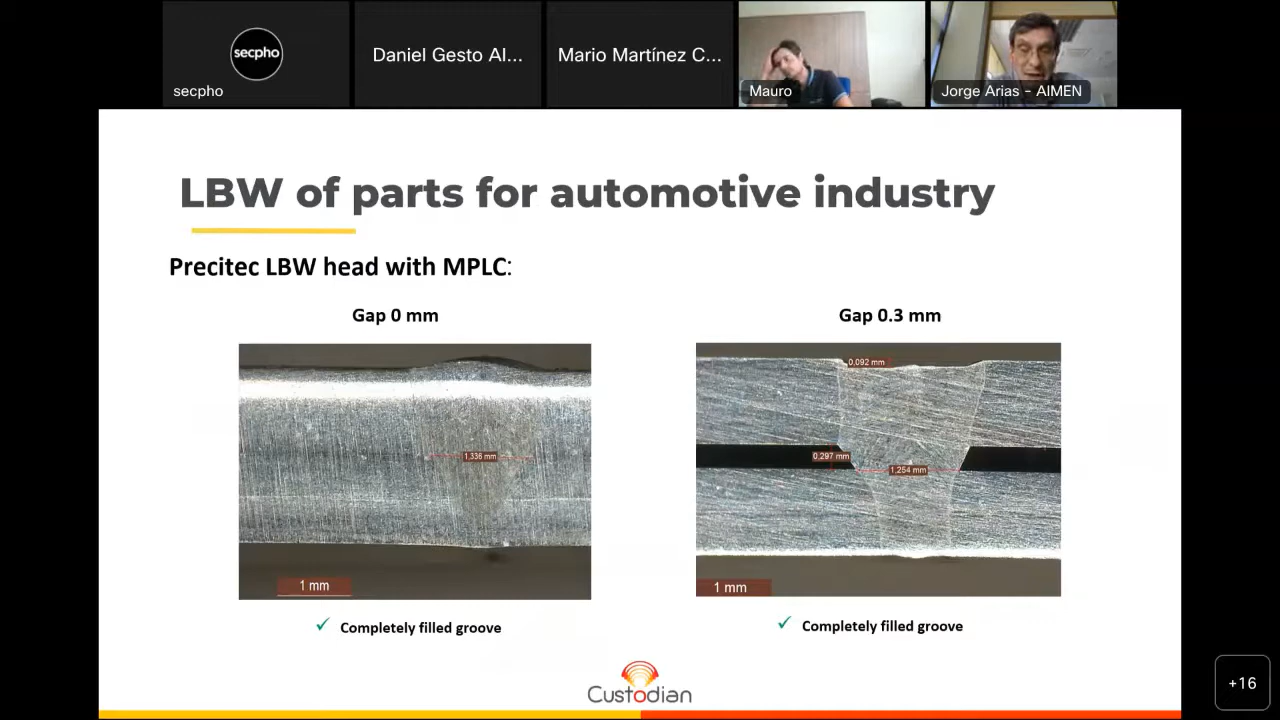 secpho
secpho
Daniel Gesto Al...
Mario Martínez C...
Mauro
Jorge Arias - AIMEN
LBW of parts for automotive industry
Precitec LBW head with MPLC:
Gap 0 mm
Gap 0.3 mm
1,336 mm
1 mm
0,092 mm
0,297 mm
1,254 mm
1 mm
✓ Completely filled groove
✓ Completely filled groove
Custodian
+16